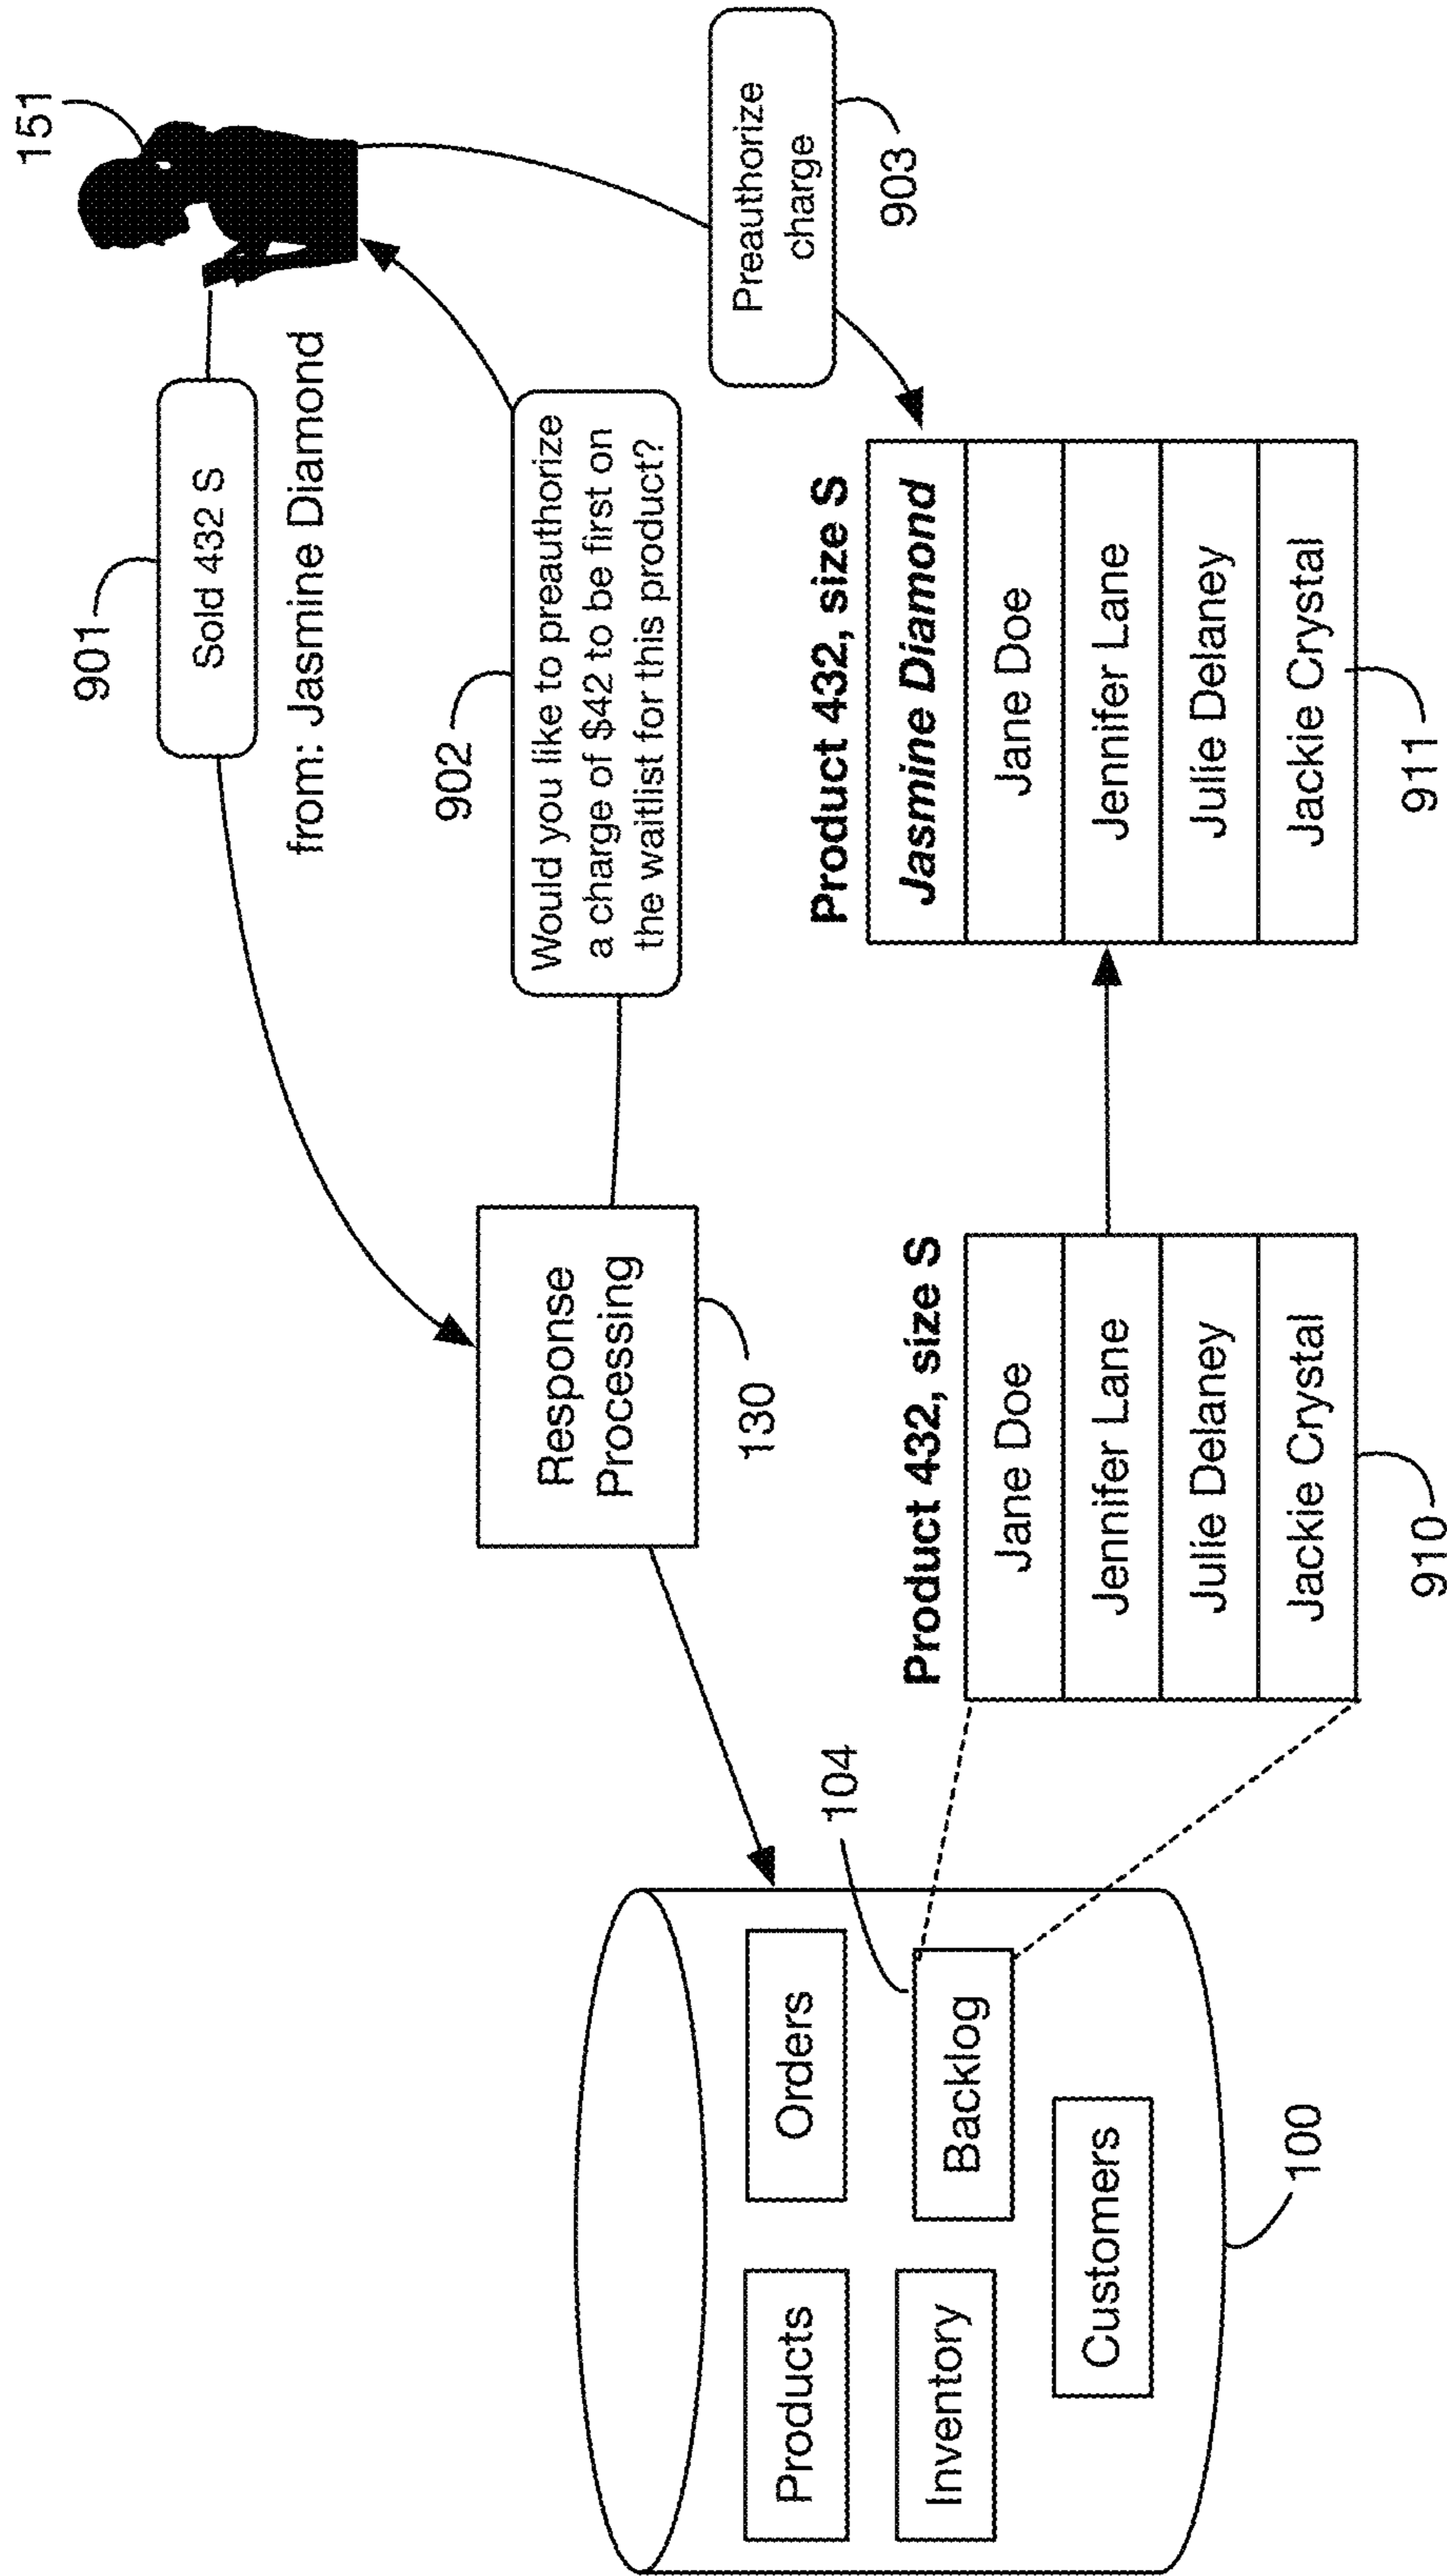 151
901
Sold 432 S
from: Jasmine Diamond
902
Would you like to preauthorize
a charge of $42 to be first on
the waitlist for this product?
Preauthorize
charge
903
Response
Processing
130
104
Products
Orders
Inventory
Backlog
Customers
100
Product 432, size S
Jane Doe
Jennifer Lane
Julie Delaney
Jackie Crystal
910
Product 432, size S
Jasmine Diamond
Jane Doe
Jennifer Lane
Julie Delaney
Jackie Crystal
911